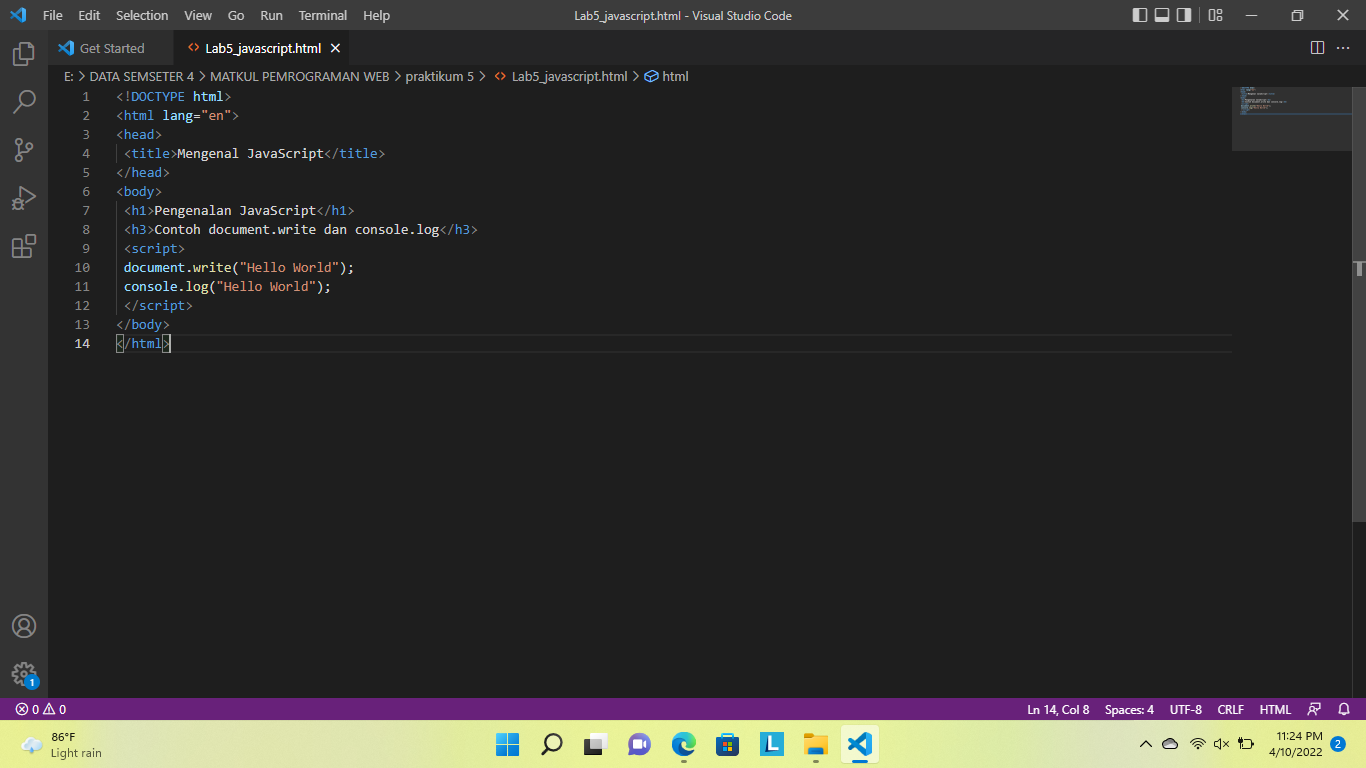 File Edit Selection View Go Run Terminal Help Lab5_javascript.html - Visual Studio Code
Get Started Lab5_javascript.html
E: > DATA SEMSETER 4 > MATKUL PEMROGRAMAN WEB > praktikum 5 > Lab5_javascript.html > html
1 <!DOCTYPE html>
2 <html lang="en">
3 <head>
4 <title>Mengenal JavaScript</title>
5 </head>
6 <body>
7 <h1>Pengenalan JavaScript</h1>
8 <h3>Contoh document.write dan console.log</h3>
9 <script>
10 document.write("Hello World");
11 console.log("Hello World");
12 </script>
13 </body>
14 </html>
1
0 0 Ln 14, Col 8 Spaces: 4 UTF-8 CRLF HTML
86°F
Light rain
L
11:24 PM
4/10/2022 2